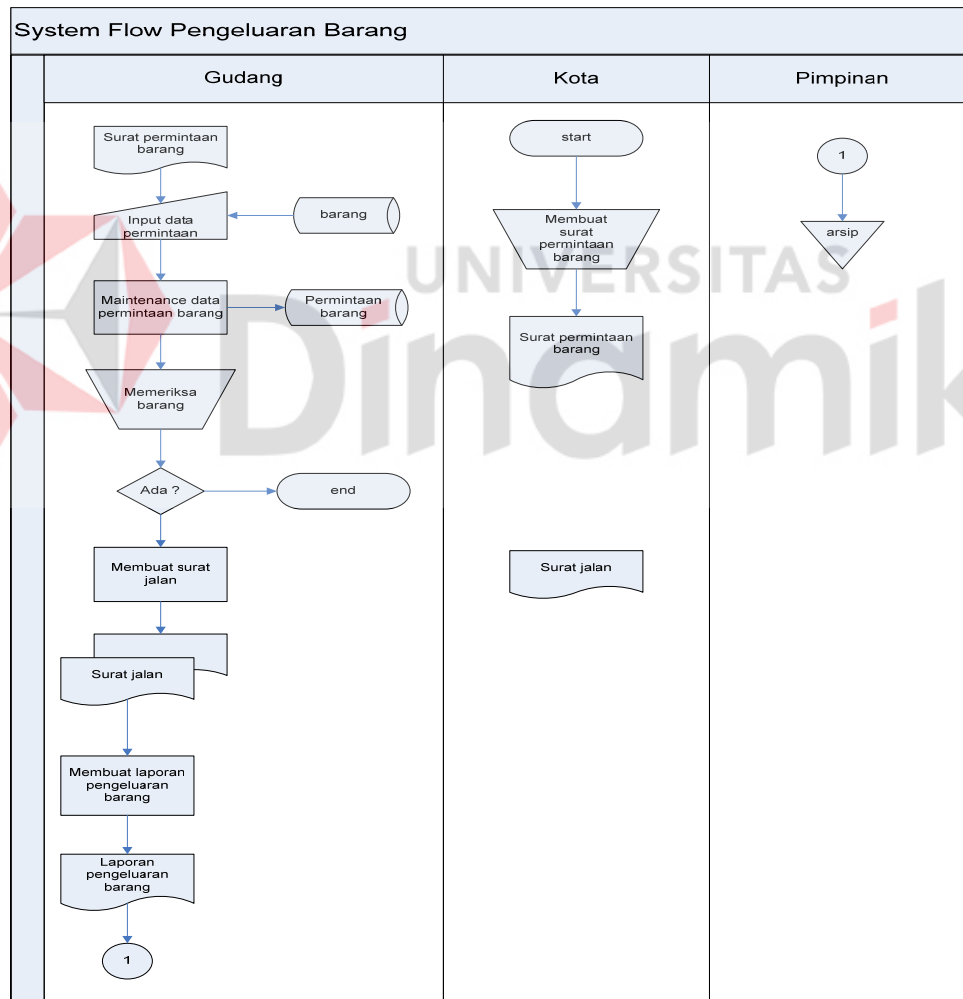 System Flow Pengeluaran Barang
Gudang
Kota
Pimpinan
Surat permintaan
barang
Input data
permintaan
barang
Maintenance data
permintaan barang
Permintaan
barang
Memeriksa
barang
Ada ?
end
Membuat surat
jalan
Surat jalan
Membuat laporan
pengeluaran
barang
Laporan
pengeluaran
barang
1
start
Membuat
surat
permintaan
barang
Surat permintaan
barang
Surat jalan
1
arsip
UNIVERSITAS
Dinamik